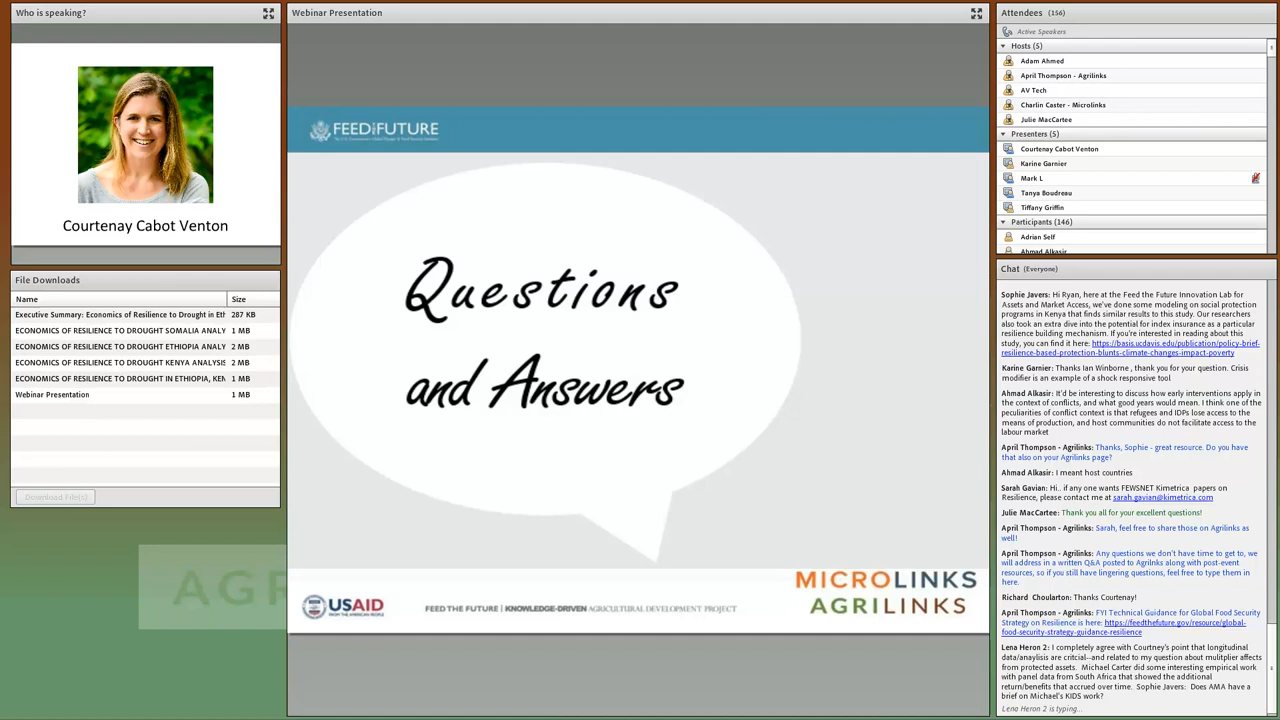 Who is speaking?
Courtenay Cabot Venton
File Downloads
Name Size
Executive Summary: Economics of Resilience to Drought in Eth 287 KB
ECONOMICS OF RESILIENCE TO DROUGHT SOMALIA ANALY 1 MB
ECONOMICS OF RESILIENCE TO DROUGHT ETHIOPIA ANALY 2 MB
ECONOMICS OF RESILIENCE TO DROUGHT KENYA ANALYSIS 1 MB
ECONOMICS OF RESILIENCE TO DROUGHT IN ETHIOPIA, KEN 1 MB
Webinar Presentation 1 MB
Download File(s)
AGR
Webinar Presentation
FEED THE FUTURE
Questions
and Answers
MICROLINKS
AGRILINKS
USAID
FROM THE AMERICAN PEOPLE
FEED THE FUTURE | KNOWLEDGE-DRIVEN AGRICULTURAL DEVELOPMENT PROJECT
Attendees (156)
Active Speakers
Hosts (5)
Adam Ahmed
April Thompson - Agrilinks
AV Tech
Charlin Caster - Microlinks
Julie MacCartee
Presenters (5)
Courtenay Cabot Venton
Karine Garnier
Mark L
Tanya Boudreau
Tiffany Griffin
Participants (146)
Adrian Self
Ahmad Alkasir
Chat (Everyone)
Sophie Javers: Hi Ryan, here at the Feed the Future Innovation Lab for
Assets and Market Access, we've done some modeling on social protection
programs in Kenya that finds similar results to this study. Our researchers
also took an extra dive into the potential for index insurance as a particular
resilience building mechanism. If you're interested in reading about this
study, you can find it here: https://basis.ucdavis.edu/publication/policy-brief-
resilience-based-protection-blunts-climate-changes-impact-poverty
Karine Garnier: Thanks Ian Winborne , thank you for your question. Crisis
modifier is an example of a shock responsive tool
Ahmad Alkasir: It'd be interesting to discuss how early interventions apply in
the context of conflicts, and what good years would mean. I think one of the
peculiarities of conflict context is that refugees and IDPs lose access to the
means of production, and host communities do not facilitate access to the
labour market
April Thompson - Agrilinks: Thanks, Sophie - great resource. Do you have
that also on your Agrilinks page?
Ahmad Alkasir: I meant host countries
Sarah Gavian: Hi.. if any one wants FEWSNET Kimetrica papers on
Resilience, please contact me at sarah.gavian@kimetrica.com
Julie MacCartee: Thank you all for your excellent questions!
April Thompson - Agrilinks: Sarah, feel free to share those on Agrilinks as
well!
April Thompson - Agrilinks: Any questions we don't have time to get to, we
will address in a written Q&A posted to Agrilnks along with post-event
resources, so if you still have lingering questions, feel free to type them in
here.
Richard Choularton: Thanks Courtenay!
April Thompson - Agrilinks: FYI Technical Guidance for Global Food Security
Strategy on Resilience is here: https://feedthefuture.gov/resource/global-
food-security-strategy-guidance-resilience
Lena Heron 2: I completely agree with Courtney's point that longitudinal
data/anaylisis are critcial--and related to my question about mulitplier affects
from protected assets. Michael Carter did some interesting empirical work
with panel data from South Africa that showed the additional
return/benefits that accrued over time. Sophie Javers: Does AMA have a
brief on Michael's KIDS work?
Lena Heron 2 is typing...